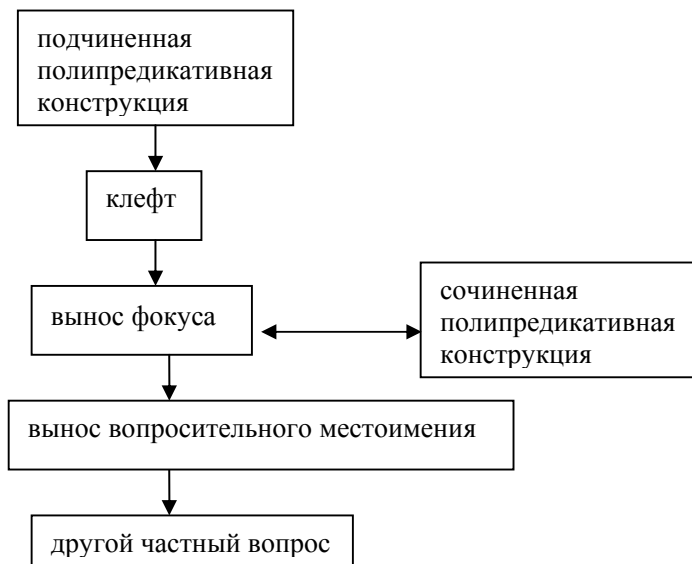 подчиненная
полипредикативная
конструкция
клефт
вынос фокуса
сочиненная
полипредикативная
конструкция
вынос вопросительного местоимения
другой частный вопрос